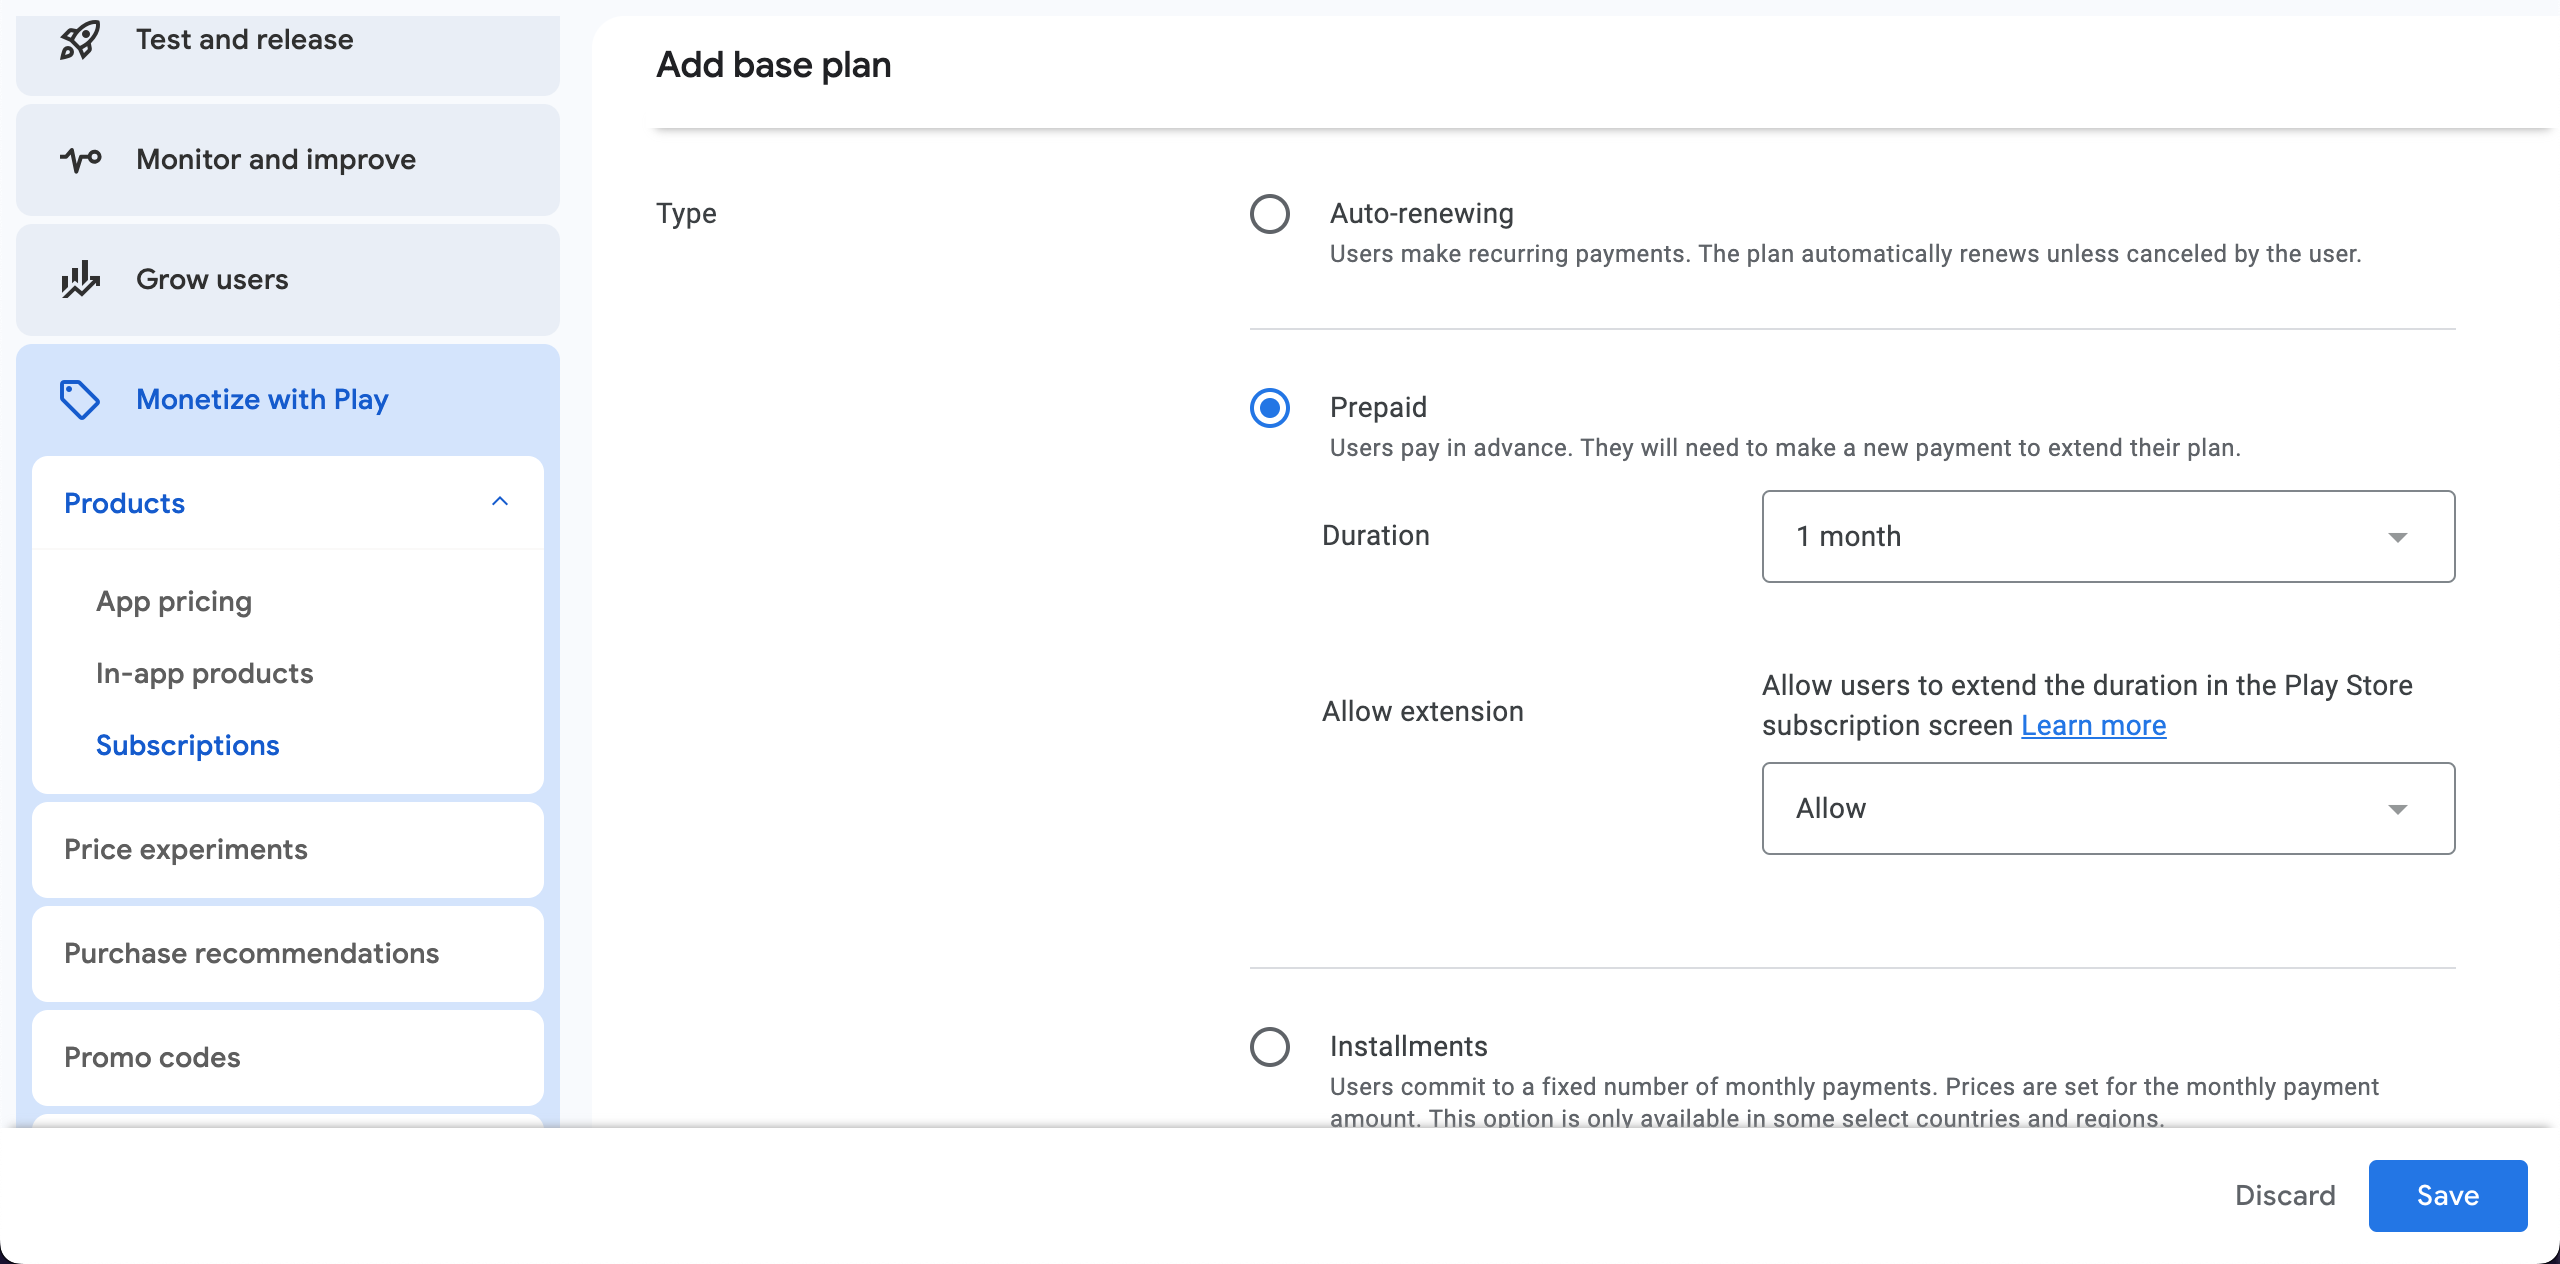 Test and release
Monitor and improve
Grow users
Monetize with Play
Products
App pricing
In-app products
Subscriptions
Price experiments
Purchase recommendations
Promo codes
Add base plan
Type
Auto-renewing
Users make recurring payments. The plan automatically renews unless canceled by the user.
Prepaid
Users pay in advance. They will need to make a new payment to extend their plan.
Duration
1 month
Allow extension
Allow users to extend the duration in the Play Store
subscription screen Learn more
Allow
Installments
Users commit to a fixed number of monthly payments. Prices are set for the monthly payment
amount. This option is only available in some select countries and regions.
Discard
Save